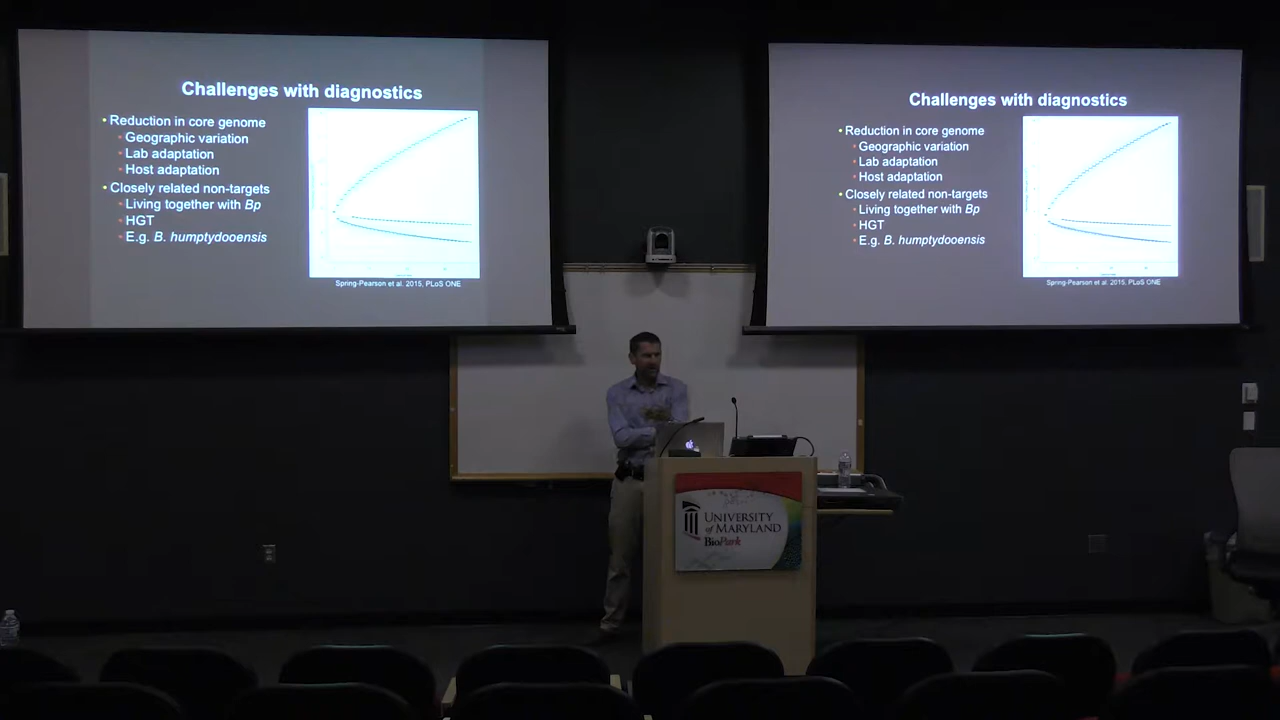 Challenges with diagnostics
• Reduction in core genome
• Geographic variation
• Lab adaptation
• Host adaptation
• Closely related non-targets
• Living together with Bp
• HGT
• E.g. B. humptydooensis
Spring-Pearson et al. 2015, PLoS ONE
Challenges with diagnostics
• Reduction in core genome
• Geographic variation
• Lab adaptation
• Host adaptation
• Closely related non-targets
• Living together with Bp
• HGT
• E.g. B. humptydooensis
Spring-Pearson et al. 2015, PLoS ONE
UNIVERSITY
of MARYLAND
BioPark